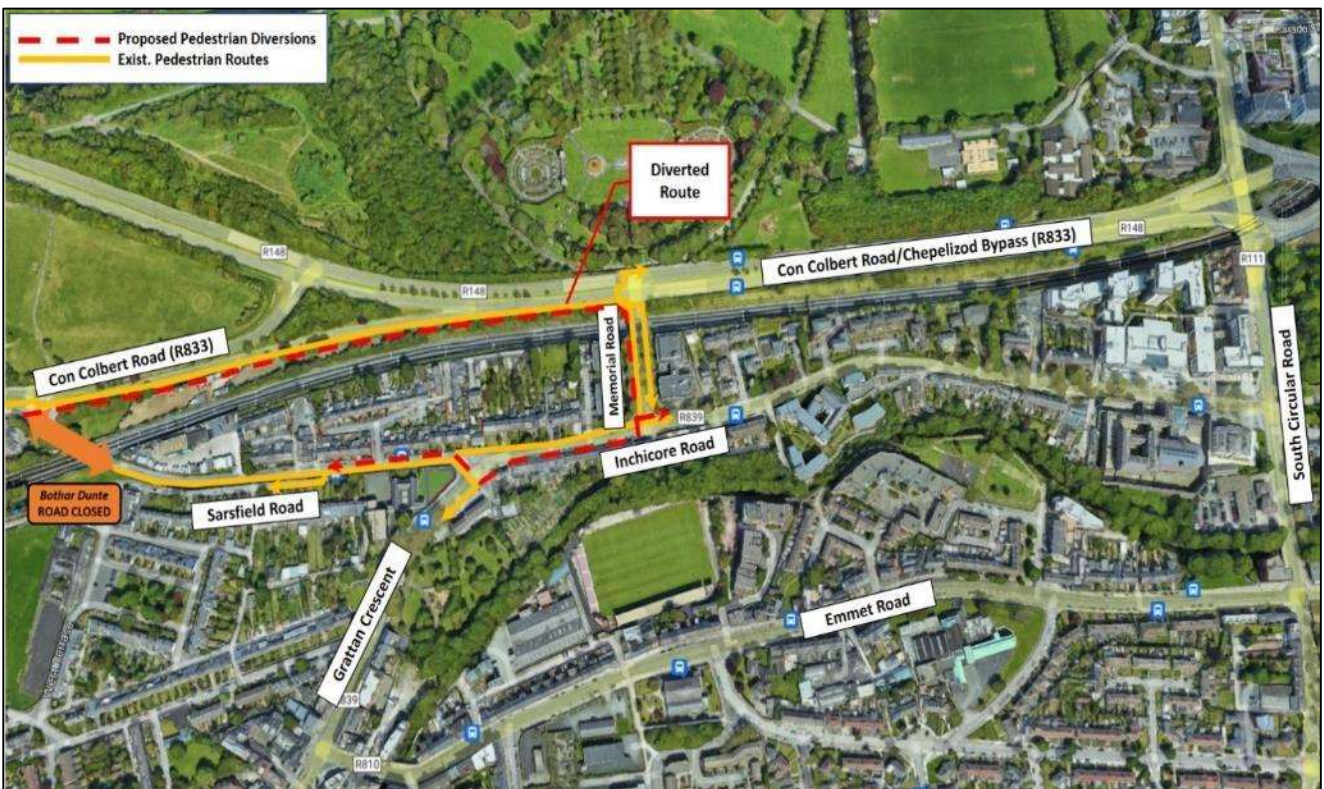 Proposed Pedestrian Diversions
Exist. Pedestrian Routes
Diverted
Route
R148
Con Colbert Road/Chepelizod Bypass (R833)
R148
R148
R111
Con Colbert Road (R833)
Memorial Road
R839
Inchicore Road
South Circular Road
Bothar Dunte
ROAD CLOSED
Sarsfield Road
Grattan Crescent
Emmet Road
R810